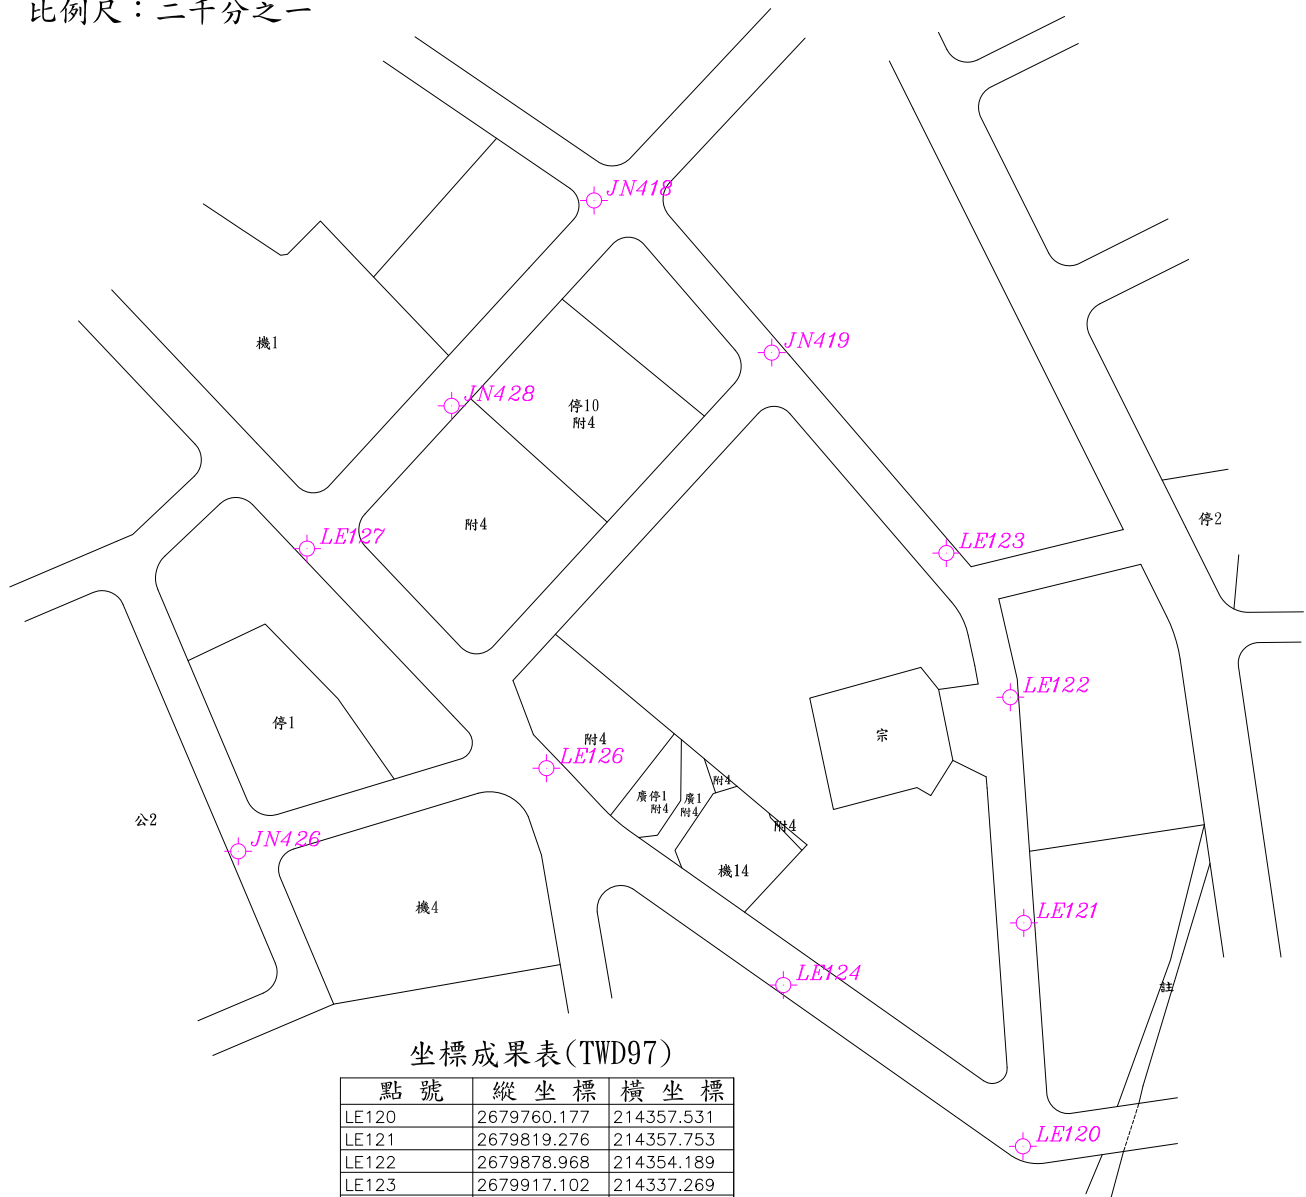 比例尺：二千分之一
JN418
機1
JN419
JN428
停10
附4
停2
附4
LE127
LE123
LE122
停1
宗
附4
LE126
附4
廣停1
附4
廣1
附4
公2
附4
JN426
機14
機4
LE121
LE124
註
坐標成果表(TWD97)
LE120
點號 縱坐標 橫坐標
LE120 2679760.177 214357.531
LE121 2679819.276 214357.753
LE122 2679878.968 214354.189
LE123 2679917.102 214337.269